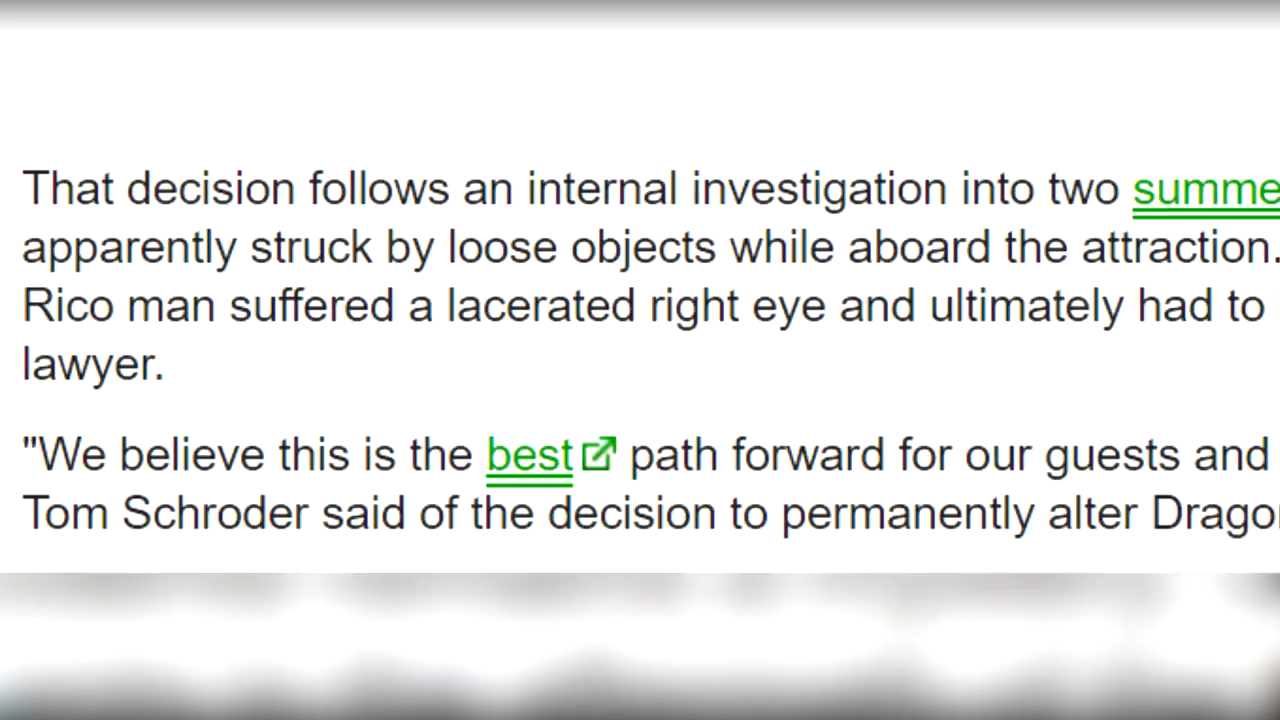 That decision follows an internal investigation into two summe
apparently struck by loose objects while aboard the attraction.
Rico man suffered a lacerated right eye and ultimately had to
lawyer.
"We believe this is the best path forward for our guests and
Tom Schroder said of the decision to permanently alter Drago